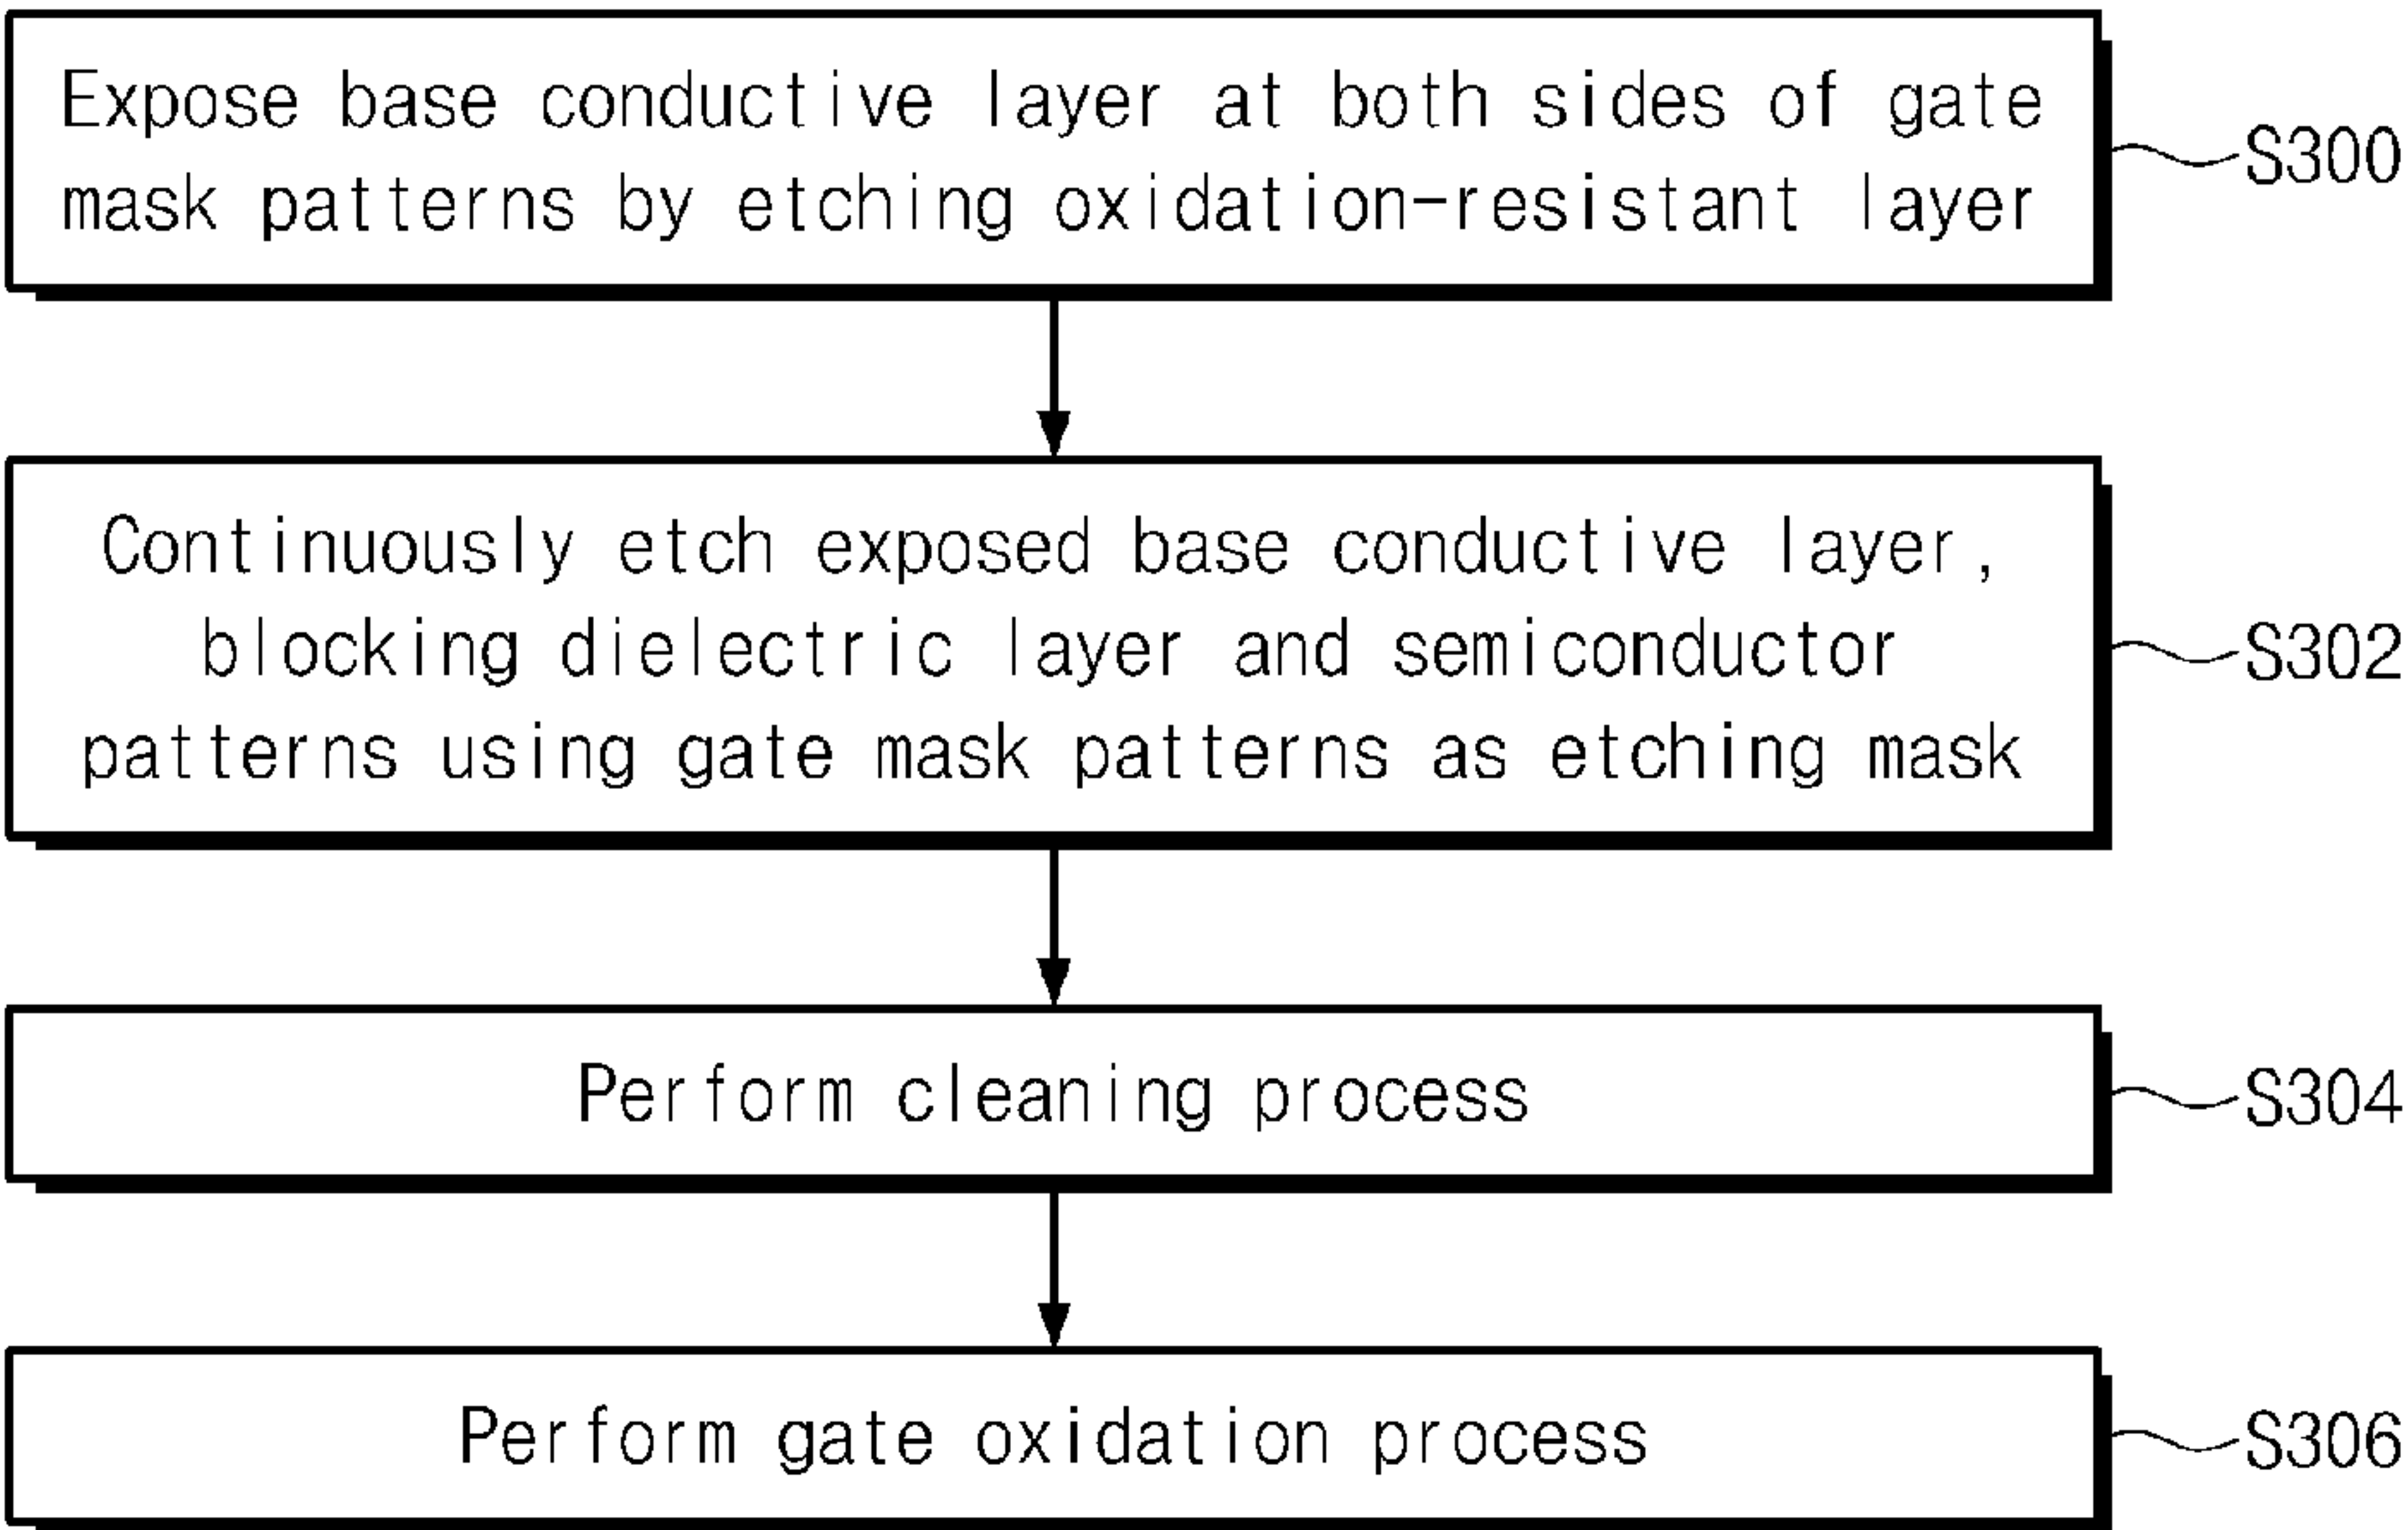 Expose base conductive layer at both sides of gate
mask patterns by etching oxidation-resistant layer
S300
Continuously etch exposed base conductive layer,
blocking dielectric layer and semiconductor
patterns using gate mask patterns as etching mask
S302
Perform cleaning process
S304
Perform gate oxidation process
S306